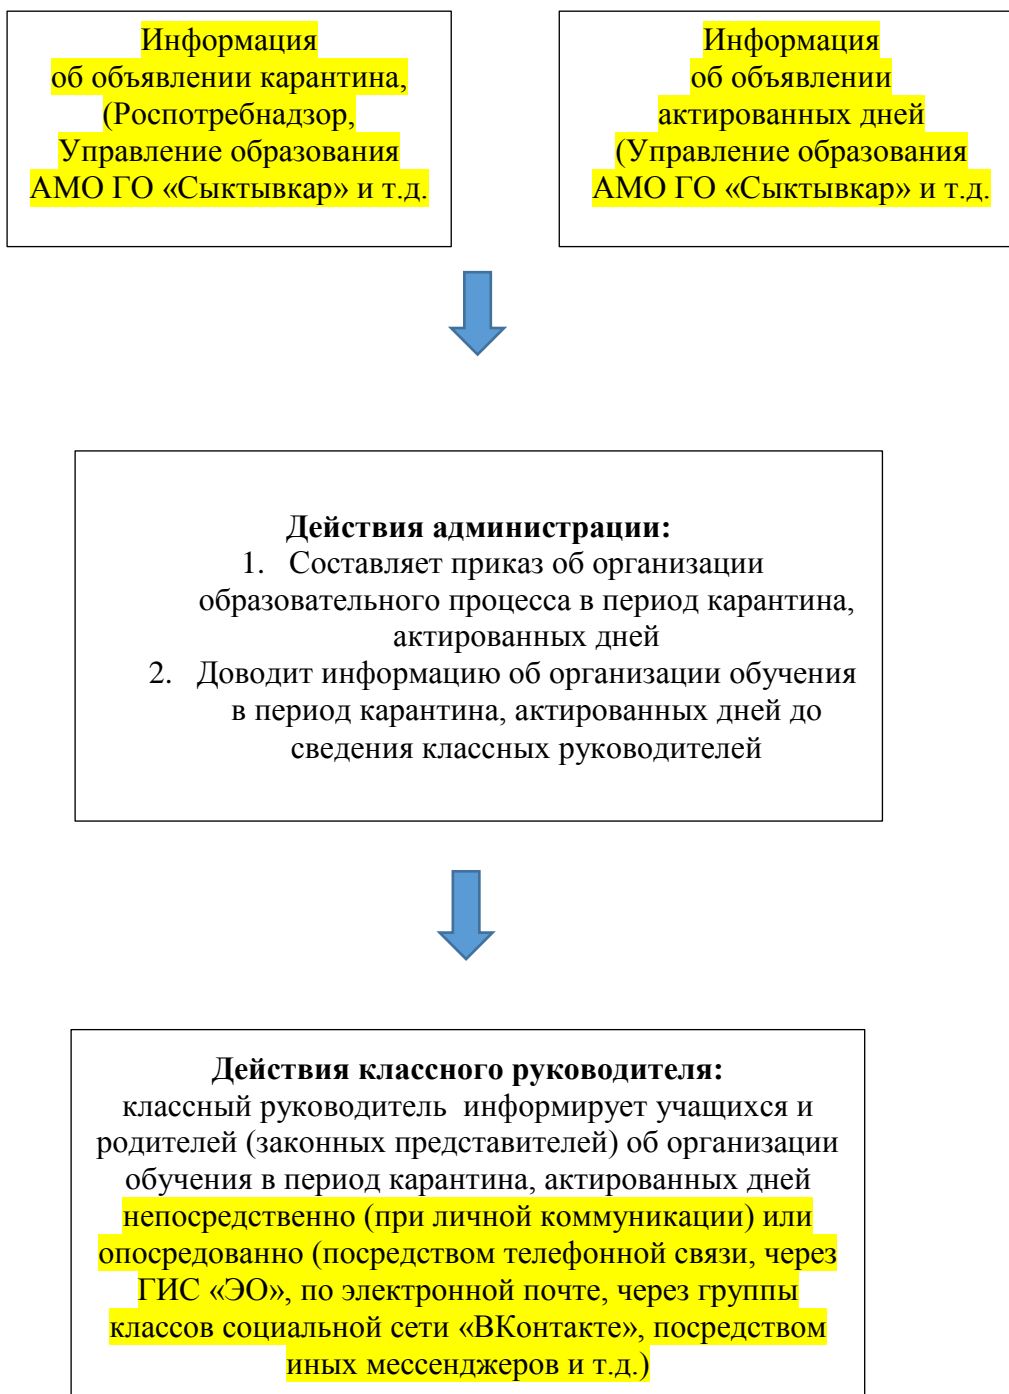 Информация
об объявлении карантина,
(Роспотребнадзор,
Управление образования
АМО ГО «Сыктывкар» и т.д.
Информация
об объявлении
актированных дней
(Управление образования
АМО ГО «Сыктывкар» и т.д.
Действия администрации:
1. Составляет приказ об организации
образовательного процесса в период карантина,
актированных дней
2. Доводит информацию об организации обучения
в период карантина, актированных дней до
сведения классных руководителей
Действия классного руководителя:
классный руководитель информирует учащихся и
родителей (законных представителей) об организации
обучения в период карантина, актированных дней
непосредственно (при личной коммуникации) или
опосредованно (посредством телефонной связи, через
ГИС «ЭО», по электронной почте, через группы
классов социальной сети «ВКонтакте», посредством
иных мессенджеров и т.д.)